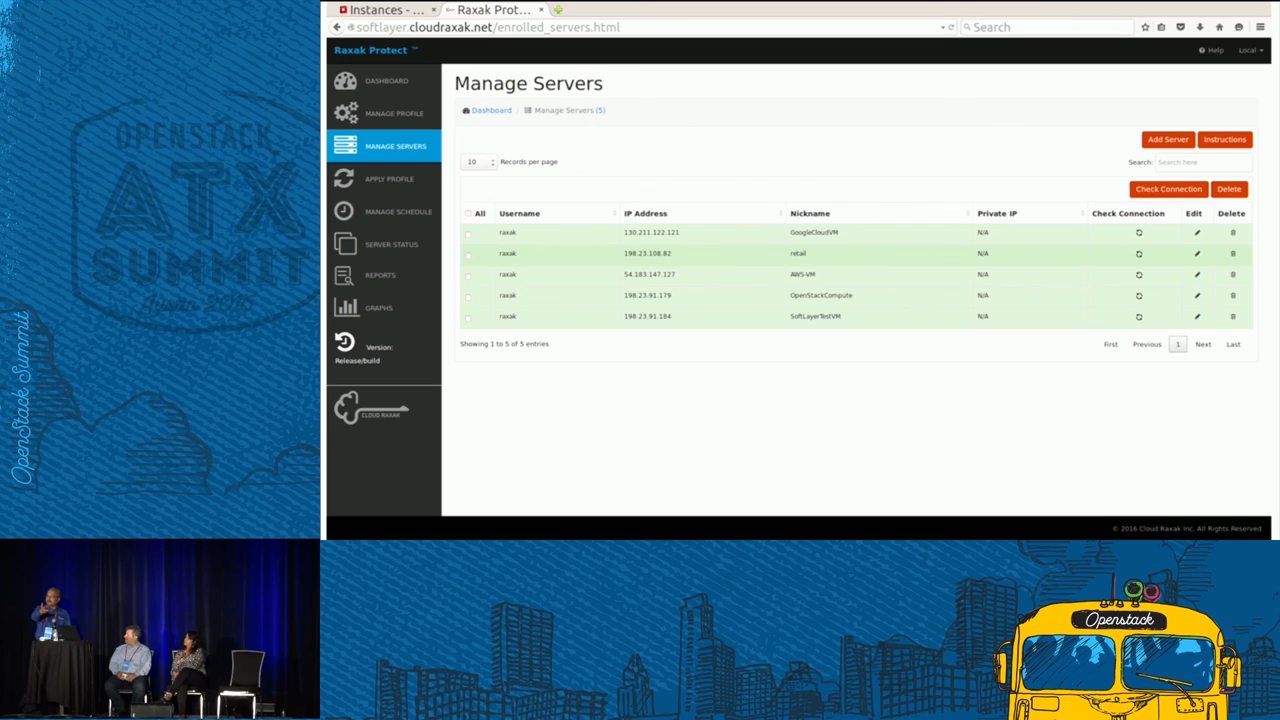 Instances - ... ×
Raxak Prot... ×
softlayer.cloudraxak.net/enrolled_servers.html
Search
Raxak Protect ™
Help
Local
DASHBOARD
MANAGE PROFILE
MANAGE SERVERS
APPLY PROFILE
MANAGE SCHEDULE
SERVER STATUS
REPORTS
GRAPHS
Version:
Release/build
CLOUD RAXAK
Manage Servers
Dashboard
Manage Servers (5)
Add Server
Instructions
10 Records per page
Search: Search here
Check Connection
Delete
All Username IP Address Nickname Private IP Check Connection Edit Delete
raxak 130.211.122.121 GoogleCloudVM N/A
raxak 198.23.108.82 retail N/A
raxak 54.183.147.127 AWS-VM N/A
raxak 198.23.91.179 OpenStackCompute N/A
raxak 198.23.91.184 SoftLayerTestVM N/A
Showing 1 to 5 of 5 entries
First Previous 1 Next Last
© 2016 Cloud Raxak Inc. All Rights Reserved.
OPENSTACK
ATX
SUMMIT
OpenStack Summit
Openstack